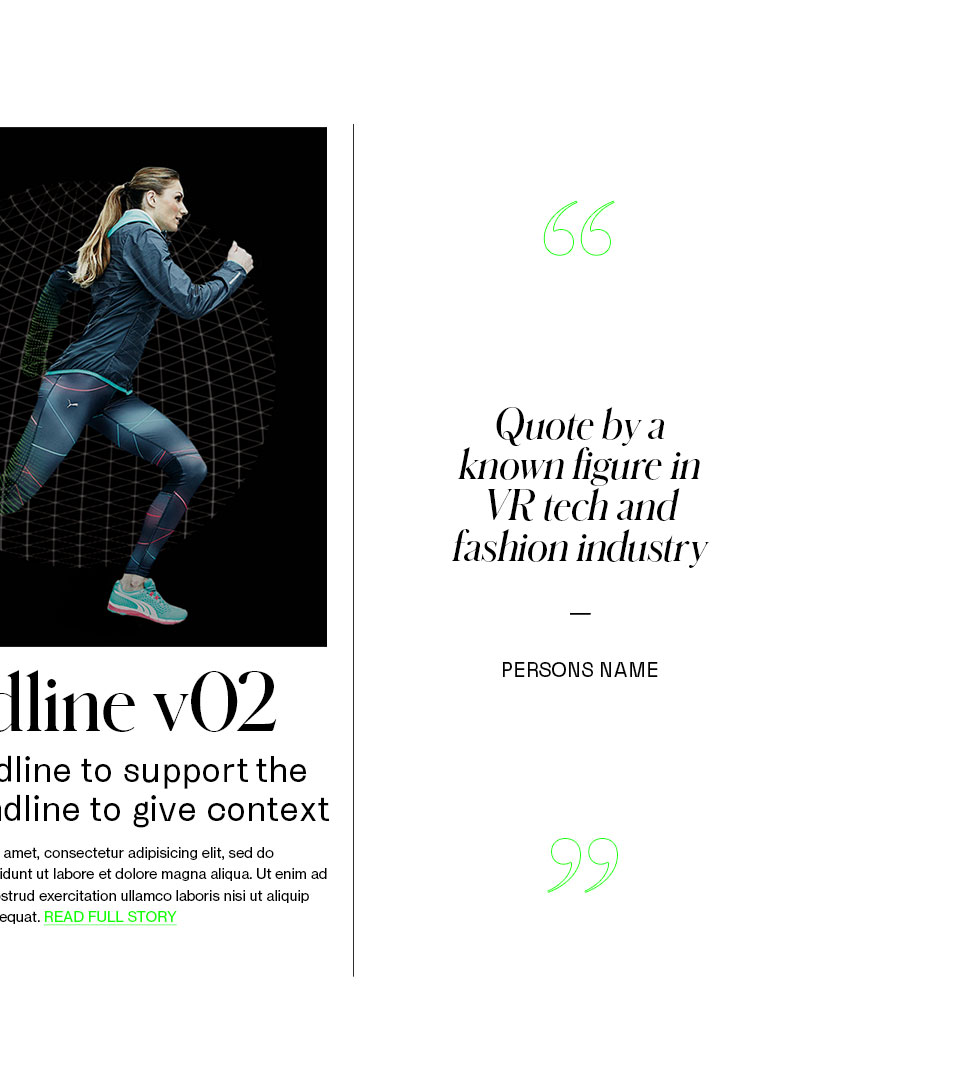 dline v02
dline to support the
dline to give context
amet, consectetur adipisicing elit, sed do
idunt ut labore et dolore magna aliqua. Ut enim ad
strud exercitation ullamco laboris nisi ut aliquip
equat. READ FULL STORY
“
Quote by a
known figure in
VR tech and
fashion industry
—
PERSONS NAME
”